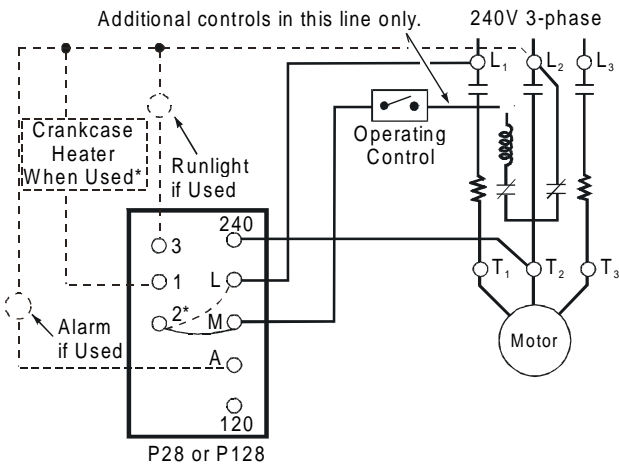 Additional controls in this line only.
240V 3-phase
L1
L2
L3
Crankcase
Heater
When Used*
Runlight
if Used
Operating
Control
240
3
1
L
2*
M
A
120
T1
T2
T3
Alarm
if Used
Motor
P28 or P128